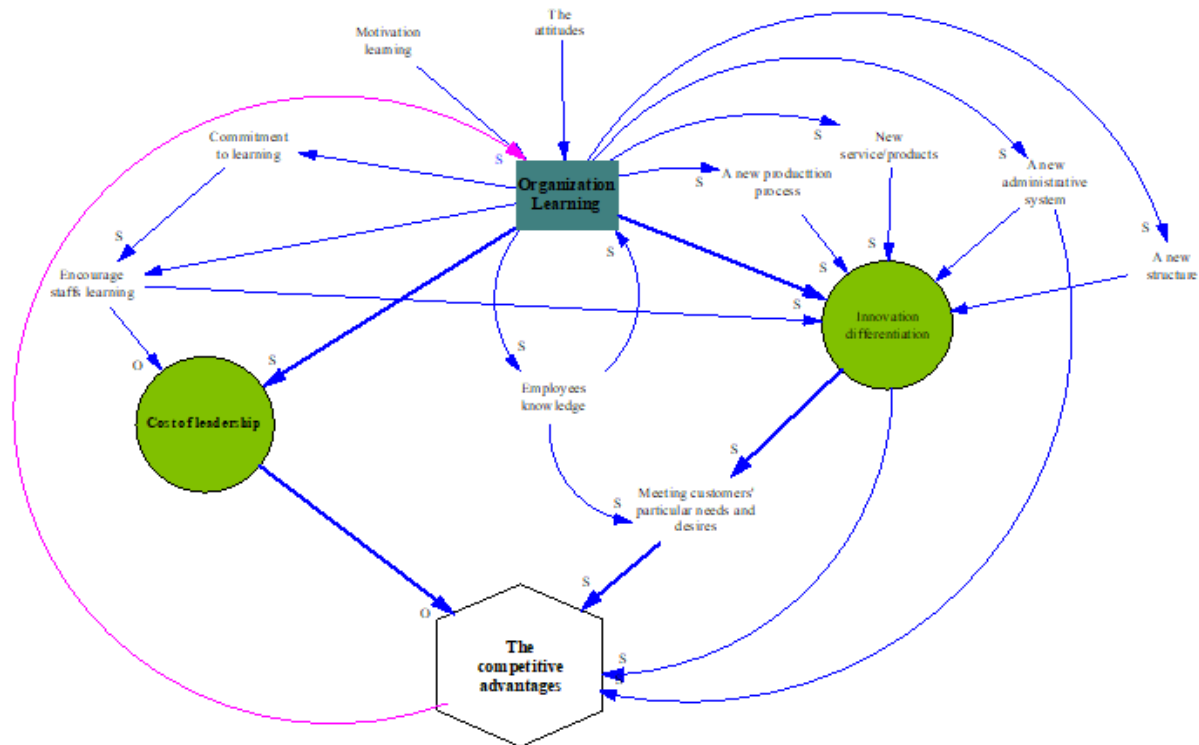 The
attitudes
Motivation
learning
S
Commitment
to learning
S
New
service/products
S
A new
administrative
system
S
A new producttion
process
S
Organization
Learning
S
S
A new
structure
S
Encourage
staffs learning
S
S
S
Innovation
differentiation
O
S
S
Employees
knowledge
Cost of leadership
S
Meeting customers'
particular needs and
desires
S
S
O
The
competitive
advantages
S
S